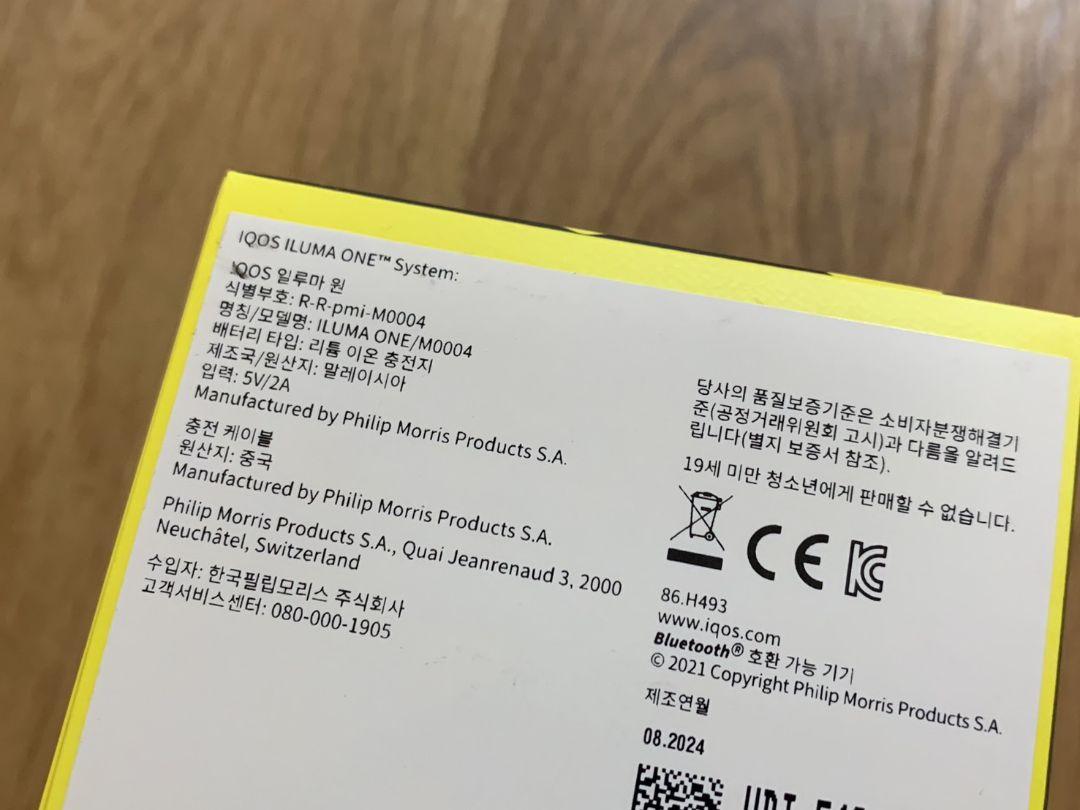 IQOS ILUMA ONE™ System:
IQOS 일루마 원
식별부호: R-R-pmi-M0004
명칭/모델명: ILUMA ONE/M0004
배터리 타입: 리튬 이온 충전지
제조국/원산지: 말레이시아
입력: 5V/2A
Manufactured by Philip Morris Products S.A.
충전 케이블
원산지: 중국
Manufactured by Philip Morris Products S.A.
Philip Morris Products S.A., Quai Jeanrenaud 3, 2000
Neuchâtel, Switzerland
수입자: 한국필립모리스 주식회사
고객서비스센터: 080-000-1905
당사의 품질보증기준은 소비자분쟁해결기
준(공정거래위원회 고시)과 다름을 알려드
립니다(별지 보증서 참조).
19세 미만 청소년에게 판매할 수 없습니다.
CE KC
86.H493
www.iqos.com
Bluetooth® 호환 가능 기기
© 2021 Copyright Philip Morris Products S.A.
제조연월
08.2024